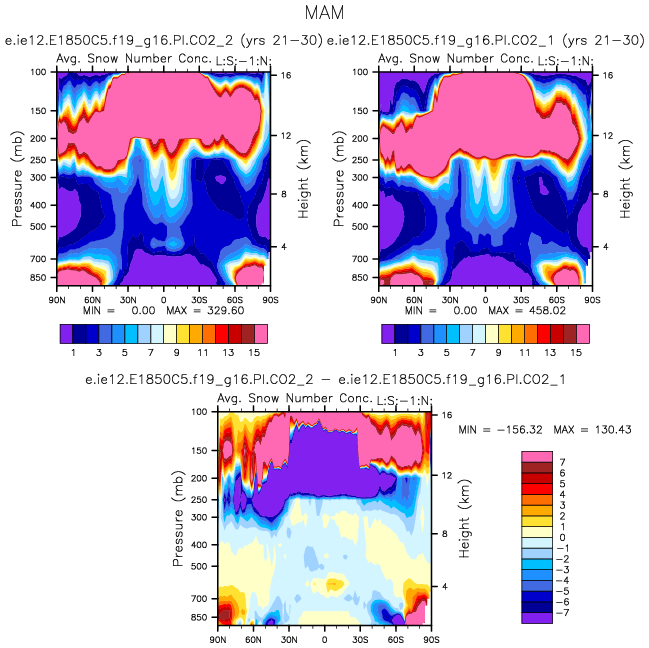 MAM
e.ie12.E1850C5.f19_g16.PI.CO2_2 (yrs 21-30) e.ie12.E1850C5.f19_g16.PI.CO2_1 (yrs 21-30)
Avg. Snow Number Conc. L:S:-1:N: Avg. Snow Number Conc. L:S:-1:N:
100 16 100 16
150 150
200 12 200 12
250 250
300 300
8 8
400 400
500 500
4 4
700 700
850 850
Pressure (mb) Height (km) Pressure (mb) Height (km)
90N 60N 30N 0 30S 60S 90S 90N 60N 30N 0 30S 60S 90S
MIN = 0.00 MAX = 329.60 MIN = 0.00 MAX = 458.02
1 3 5 7 9 11 13 15 1 3 5 7 9 11 13 15
e.ie12.E1850C5.f19_g16.PI.CO2_2 - e.ie12.E1850C5.f19_g16.PI.CO2_1
Avg. Snow Number Conc. L:S:-1:N:
100 16
MIN = -156.32 MAX = 130.43
150
200 12
250
300
8
400
500
4
700
850
Pressure (mb) Height (km)
90N 60N 30N 0 30S 60S 90S
7
6
5
4
3
2
1
0
-1
-2
-3
-4
-5
-6
-7